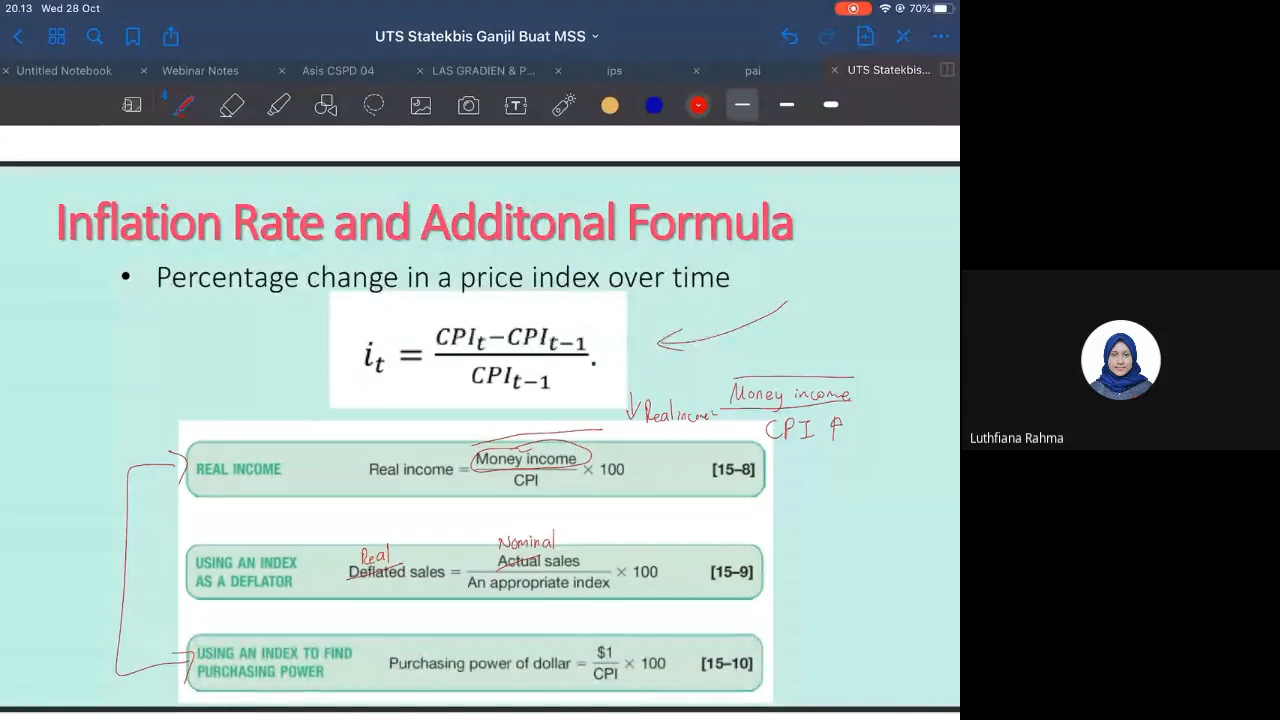 20.13 Wed 28 Oct
70%
UTS Statekbis Ganjil Buat MSS
Untitled Notebook
Webinar Notes
Asis CSPD 04
LAS GRADIEN & P...
ips
pai
UTS Statekbis...
T
Inflation Rate and Additonal Formula
• Percentage change in a price index over time
i_t = (CPI_t − CPI_{t−1}) / CPI_{t−1}.
↓ Real income = Money income / CPI ↑
REAL INCOME
Real income = Money income / CPI × 100 [15–8]
Real
Nominal
USING AN INDEX AS A DEFLATOR
Deflated sales = Actual sales / An appropriate index × 100 [15–9]
USING AN INDEX TO FIND PURCHASING POWER
Purchasing power of dollar = $1 / CPI × 100 [15–10]
Luthfiana Rahma